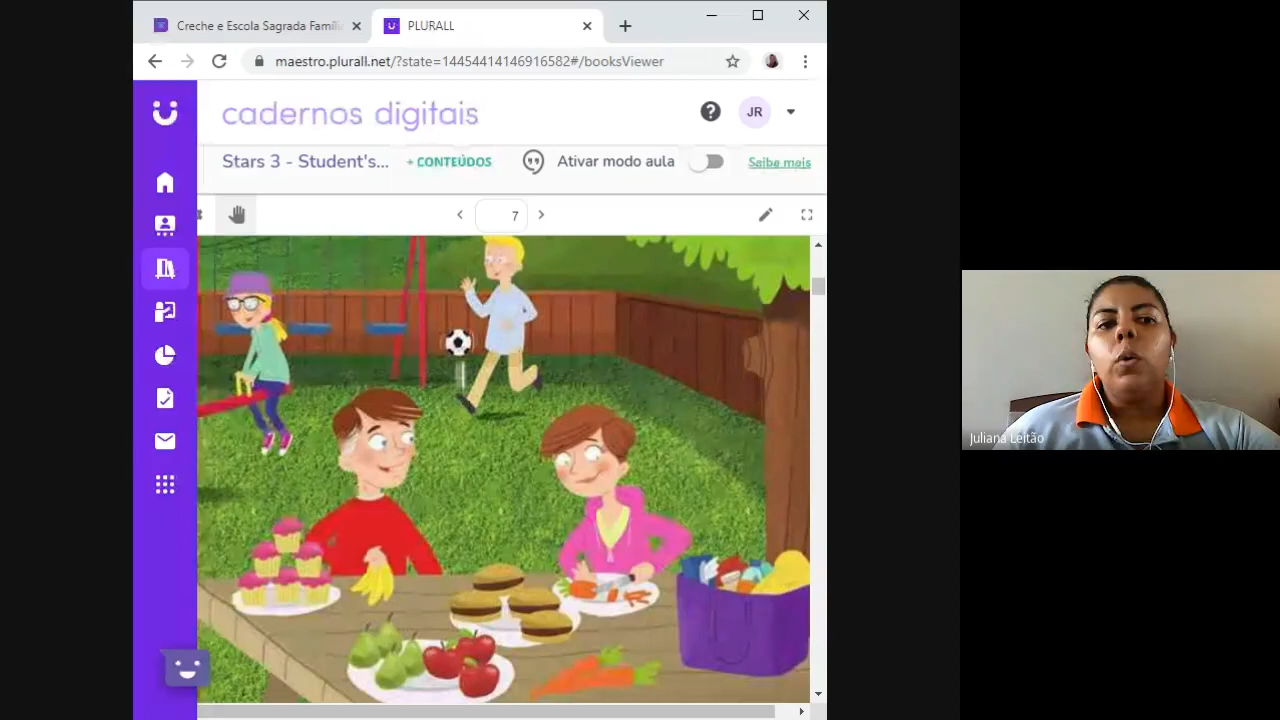 Creche e Escola Sagrada Famíli
PLURALL
maestro.plurall.net/?state=14454414146916582#/booksViewer
cadernos digitais
JR
Stars 3 - Student's...
+ CONTEÚDOS
Ativar modo aula
Saiba mais
7
Juliana Leitão